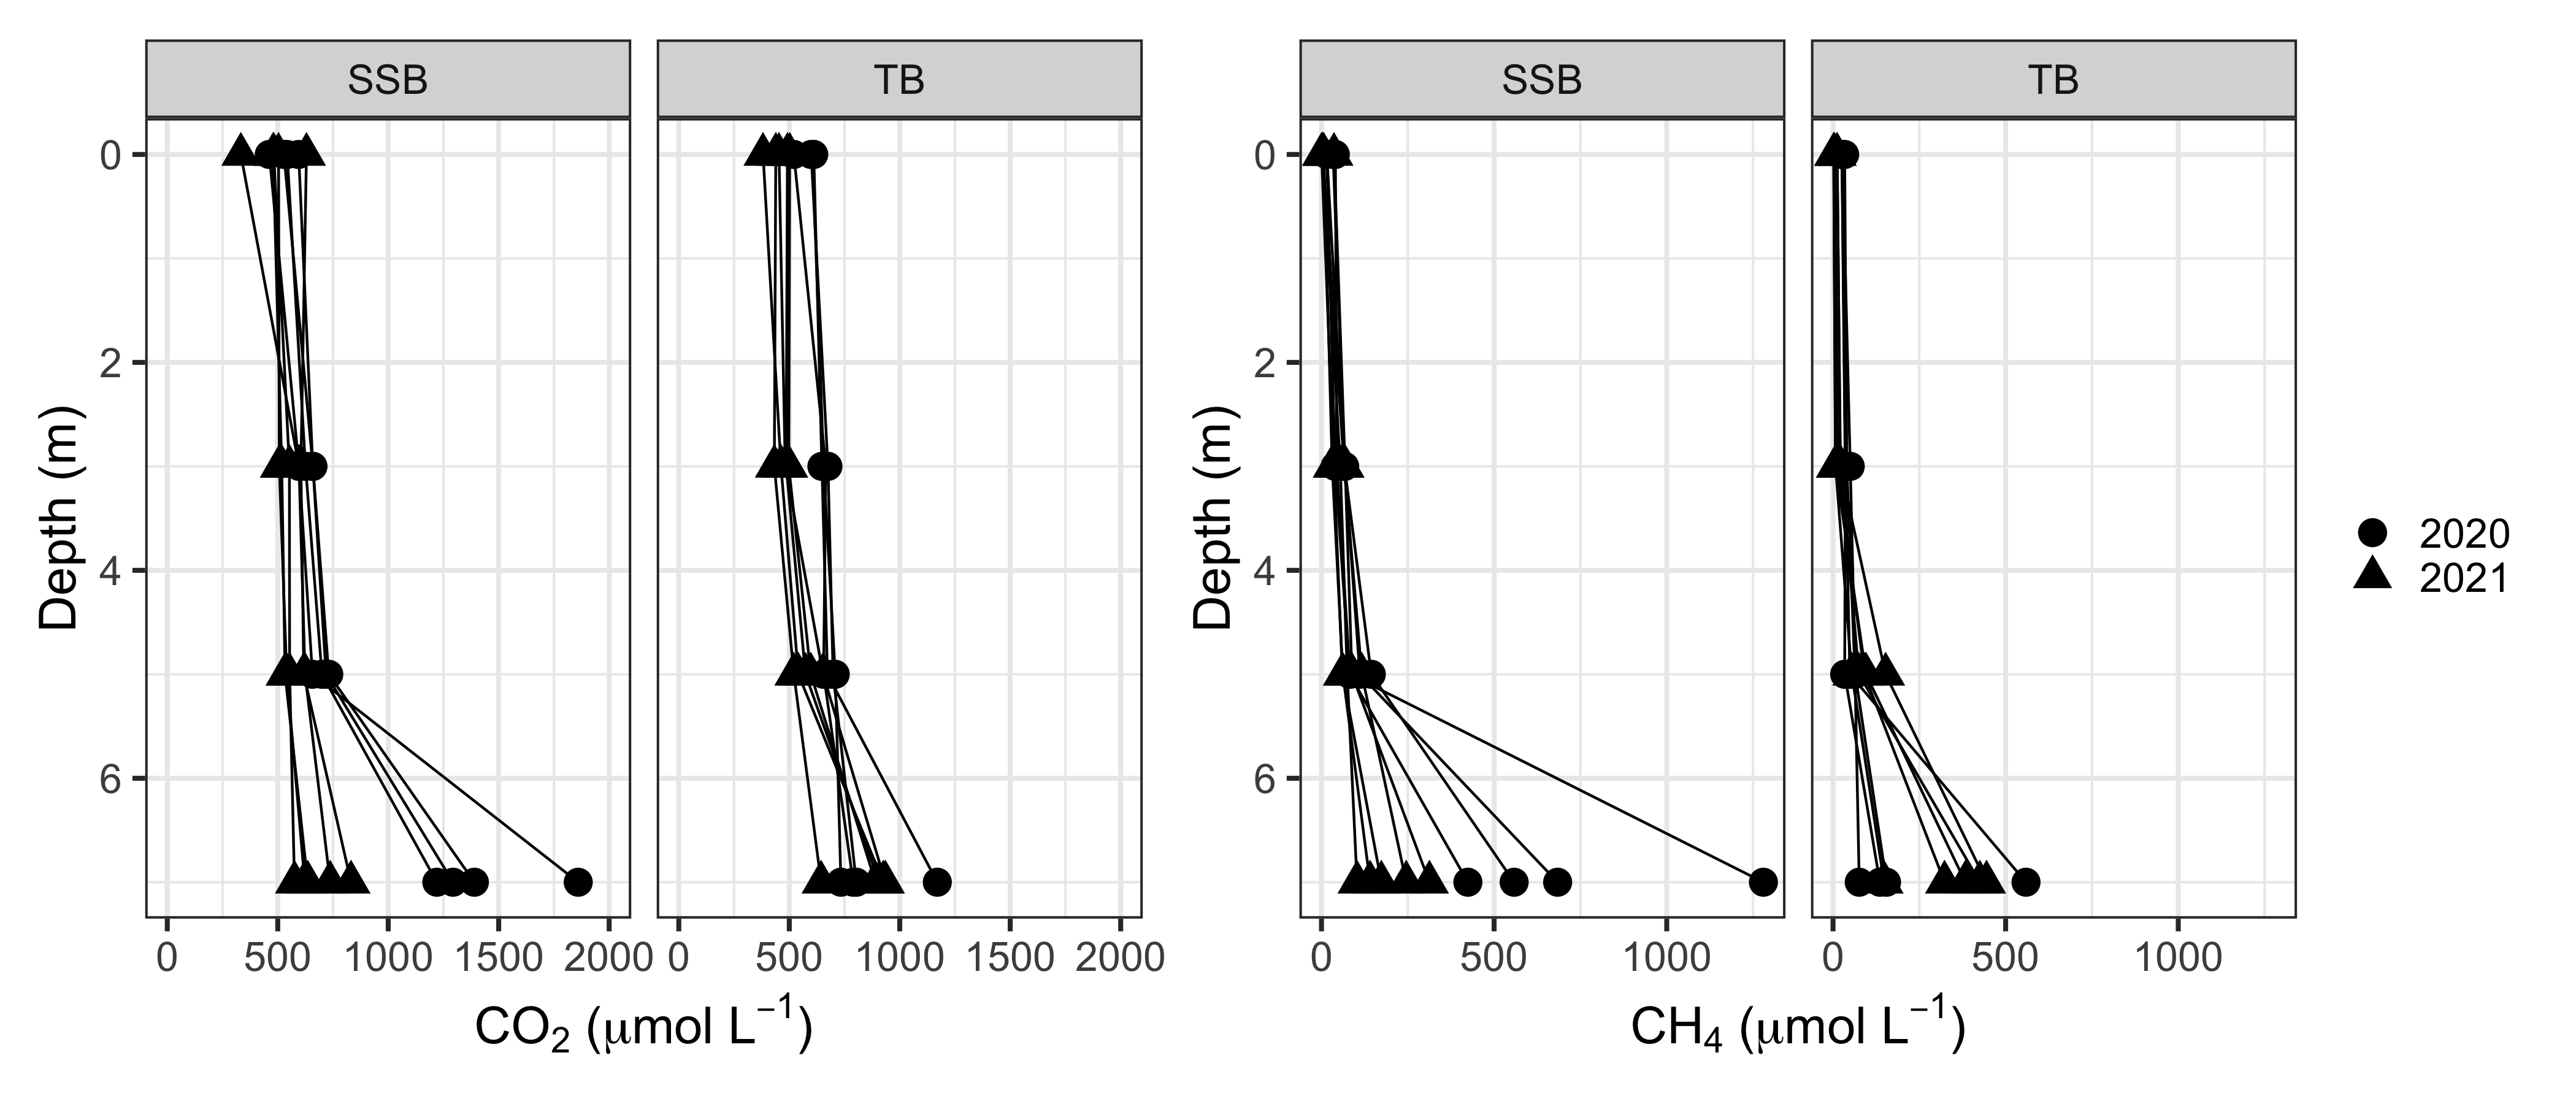 SSB TB SSB TB
0 0
2 2
4 4
6 6
Depth (m) Depth (m)
2020
2021
0 500 1000 1500 2000 0 500 1000 1500 2000 0 500 1000 0 500 1000
CO₂ (μmol L⁻¹) CH₄ (μmol L⁻¹)